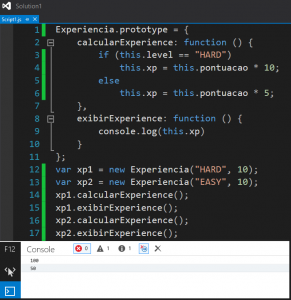 Solution1
Script1.js
1 Experiencia.prototype = {
2 calcularExperience: function () {
3 if (this.level == "HARD")
4 this.xp = this.pontuacao * 10;
5 else
6 this.xp = this.pontuacao * 5;
7 },
8 exibirExperience: function () {
9 console.log(this.xp)
10 }
11 };
12 var xp1 = new Experiencia("HARD", 10);
13 var xp2 = new Experiencia("EASY", 10);
14 xp1.calcularExperience();
15 xp1.exibirExperience();
16 xp2.calcularExperience();
17 xp2.exibirExperience();
F12 Console 0 1 1
100
50